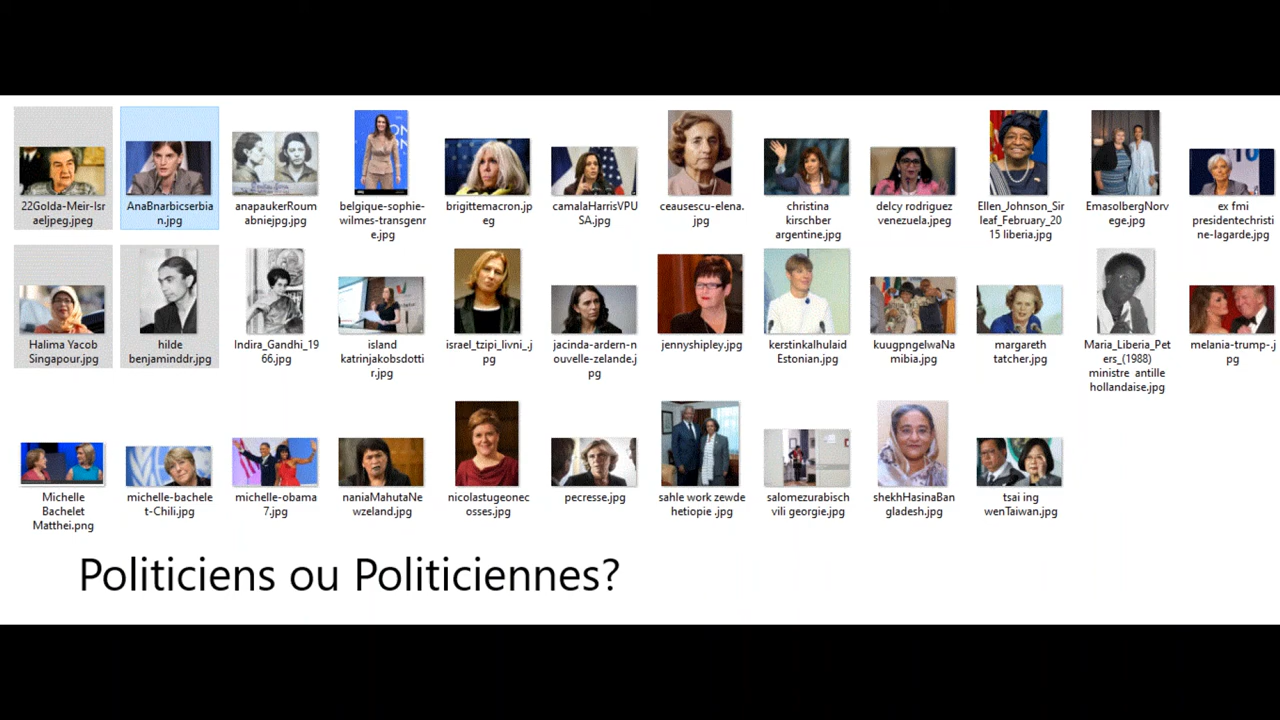 22Golda-Meir-Isr
aeljpeg.jpeg
AnaBnarbicserbia
n.jpg
anapaukerRoum
abniejpg.jpg
belgique-sophie-
wilmes-transgenr
e.jpg
brigittemacron.jp
eg
camalaHarrisVPU
SA.jpg
ceausescu-elena.
jpg
christina
kirschber
argentine.jpg
delcy rodriguez
venezuela.jpeg
Ellen_Johnson_Sir
leaf_February_20
15 liberia.jpg
EmasolbergNorv
ege.jpg
ex fmi
presidentechristi
ne-lagarde.jpg
Halima Yacob
Singapour.jpg
hilde
benjaminddr.jpg
Indira_Gandhi_19
66.jpg
island
katrinjakobsdotti
r.jpg
israel_tzipi_livni_.j
pg
jacinda-ardern-n
ouvelle-zelande.j
pg
jennyshipley.jpg
kerstinkalhulaid
Estonian.jpg
kuugpngelwaNa
mibia.jpg
margareth
tatcher.jpg
Maria_Liberia_Pet
ers_(1988)
ministre antille
hollandaise.jpg
melania-trump-.j
pg
Michelle
Bachelet
Matthei.png
michelle-bachele
t-Chili.jpg
michelle-obama
7.jpg
naniaMahutaNe
wzeland.jpg
nicolastugeonec
osses.jpg
pecresse.jpg
sahle work zewde
hetiopie .jpg
salomezurabisch
vili georgie.jpg
shekhHasinaBan
gladesh.jpg
tsai ing
wenTaiwan.jpg
Politiciens ou Politiciennes?